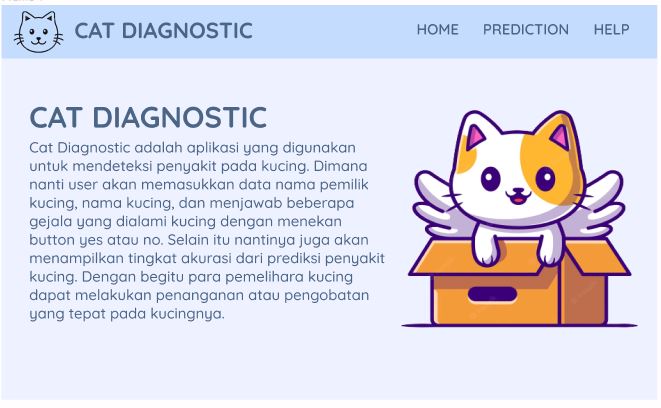 CAT DIAGNOSTIC
HOME PREDICTION HELP
CAT DIAGNOSTIC
Cat Diagnostic adalah aplikasi yang digunakan
untuk mendeteksi penyakit pada kucing. Dimana
nanti user akan memasukkan data nama pemilik
kucing, nama kucing, dan menjawab beberapa
gejala yang dialami kucing dengan menekan
button yes atau no. Selain itu nantinya juga akan
menampilkan tingkat akurasi dari prediksi penyakit
kucing. Dengan begitu para pemelihara kucing
dapat melakukan penanganan atau pengobatan
yang tepat pada kucingnya.